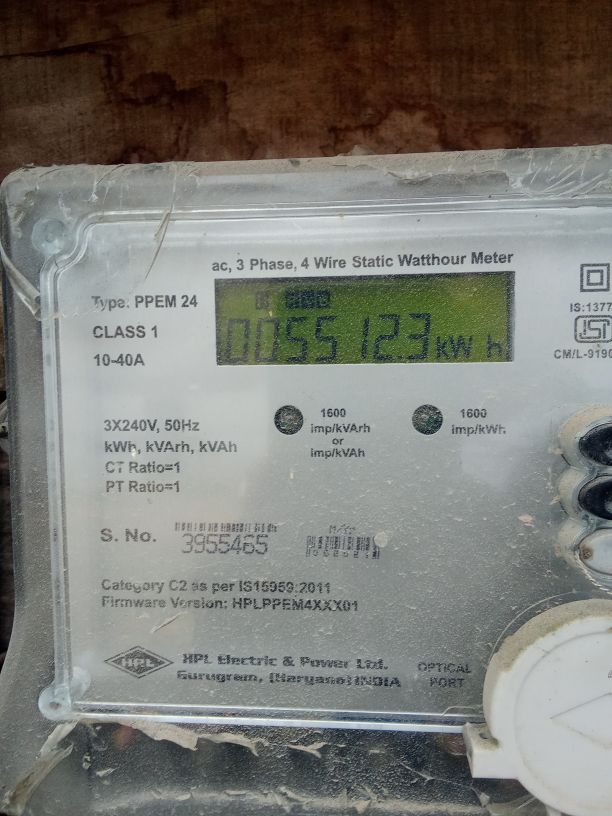 ac, 3 Phase, 4 Wire Static Watthour Meter
Type: PPEM 24
CLASS 1
10-40A
005512.3 kW h
IS:1377
CM/L-9190
3X240V, 50Hz
kWh, kVArh, kVAh
CT Ratio=1
PT Ratio=1
1600
imp/kVArh
or
imp/kVAh
1600
imp/kWh
S. No. 3955465
Category C2 as per IS15959:2011
Firmware Version: HPLPPEM4XXX01
HPL
HPL Electric & Power Ltd.
Gurugram, (Haryana) INDIA
OPTICAL
PORT